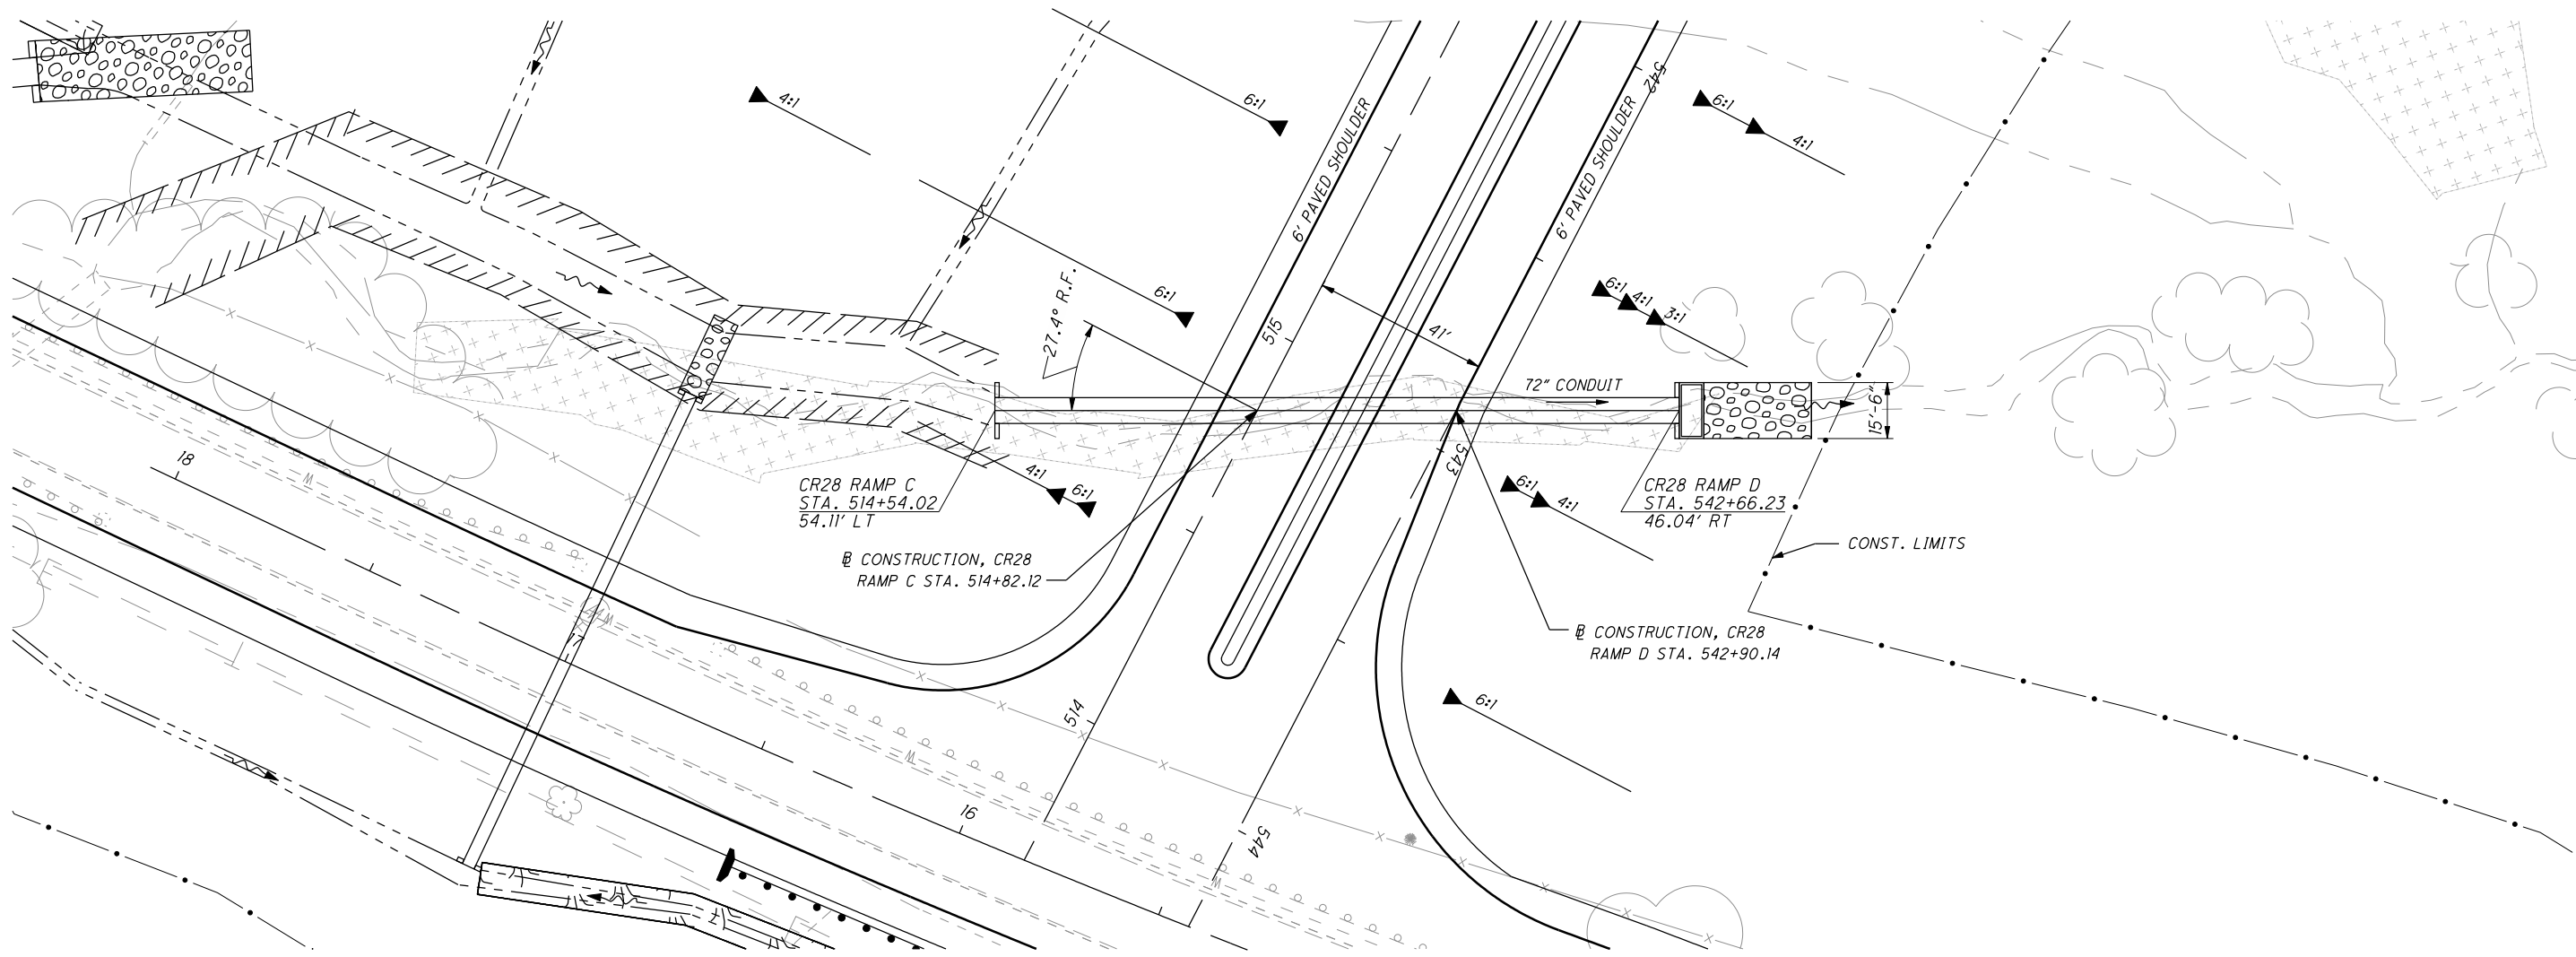 4:1
6:1
6' PAVED SHOULDER
6' PAVED SHOULDER
542
6:1
4:1
6:1
27.4° R.F.
515
41'
6:1
4:1
3:1
72" CONDUIT
15'-6"
18
4:1
6:1
543
6:1
4:1
CR28 RAMP C
STA. 514+54.02
54.11' LT
CR28 RAMP D
STA. 542+66.23
46.04' RT
CONST. LIMITS
℄ CONSTRUCTION, CR28
RAMP C STA. 514+82.12
℄ CONSTRUCTION, CR28
RAMP D STA. 542+90.14
17
514
6:1
16
544